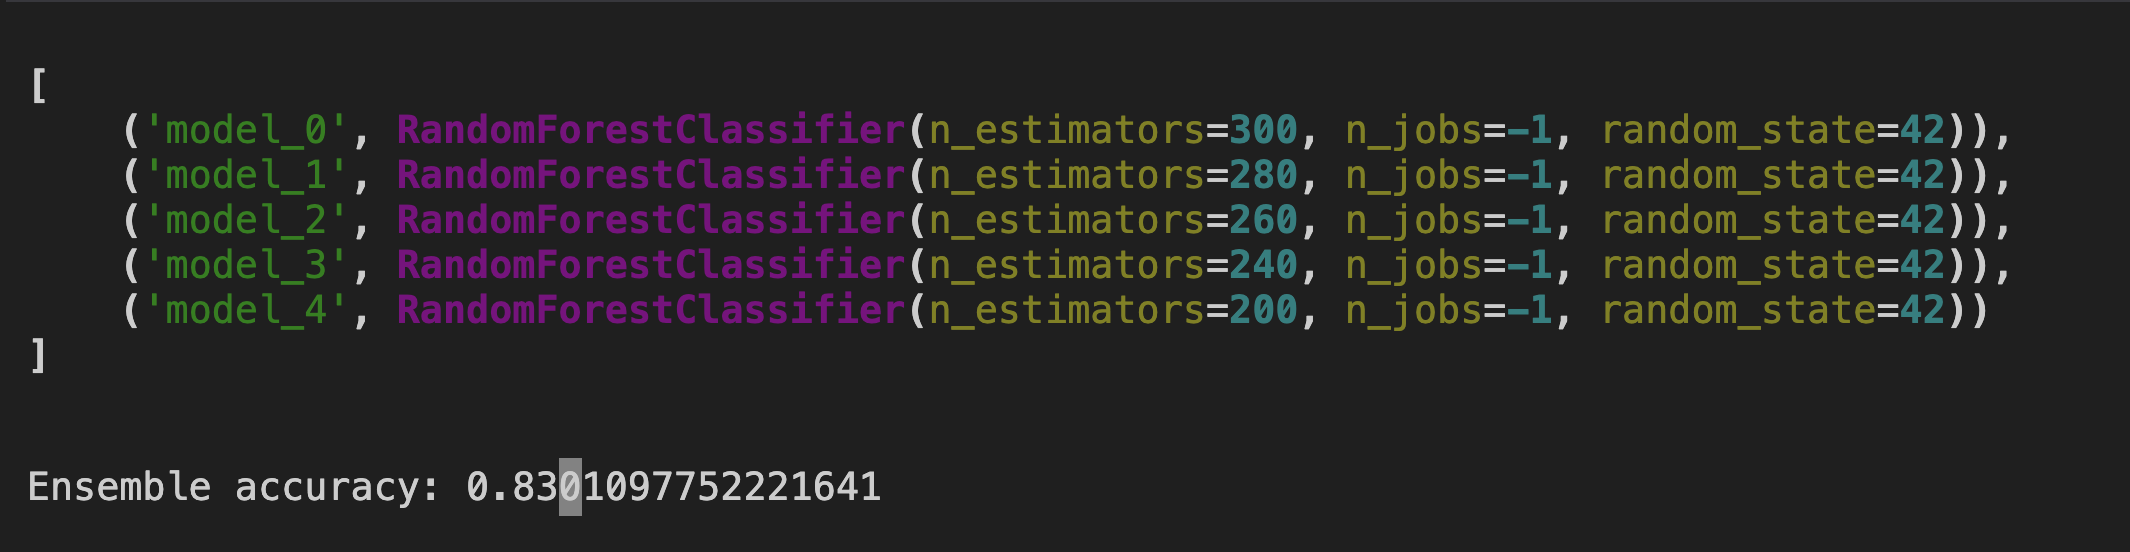 [
    ('model_0', RandomForestClassifier(n_estimators=300, n_jobs=-1, random_state=42)),
    ('model_1', RandomForestClassifier(n_estimators=280, n_jobs=-1, random_state=42)),
    ('model_2', RandomForestClassifier(n_estimators=260, n_jobs=-1, random_state=42)),
    ('model_3', RandomForestClassifier(n_estimators=240, n_jobs=-1, random_state=42)),
    ('model_4', RandomForestClassifier(n_estimators=200, n_jobs=-1, random_state=42))
]
Ensemble accuracy: 0.8301097752221641